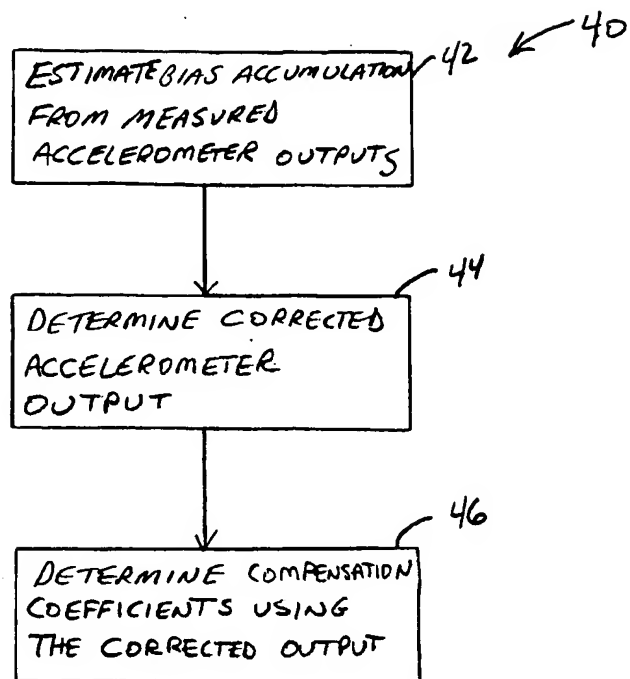 40
42
ESTIMATE BIAS ACCUMULATION
FROM MEASURED
ACCELEROMETER OUTPUTS
44
DETERMINE CORRECTED
ACCELEROMETER
OUTPUT
46
DETERMINE COMPENSATION
COEFFICIENTS USING
THE CORRECTED OUTPUT